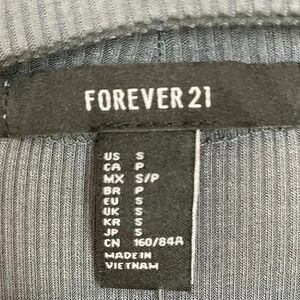 FOREVER 21
US S
CA P
MX S/P
BR P
EU S
UK S
KR S
JP S
CN 160/84A
MADE IN
VIETNAM